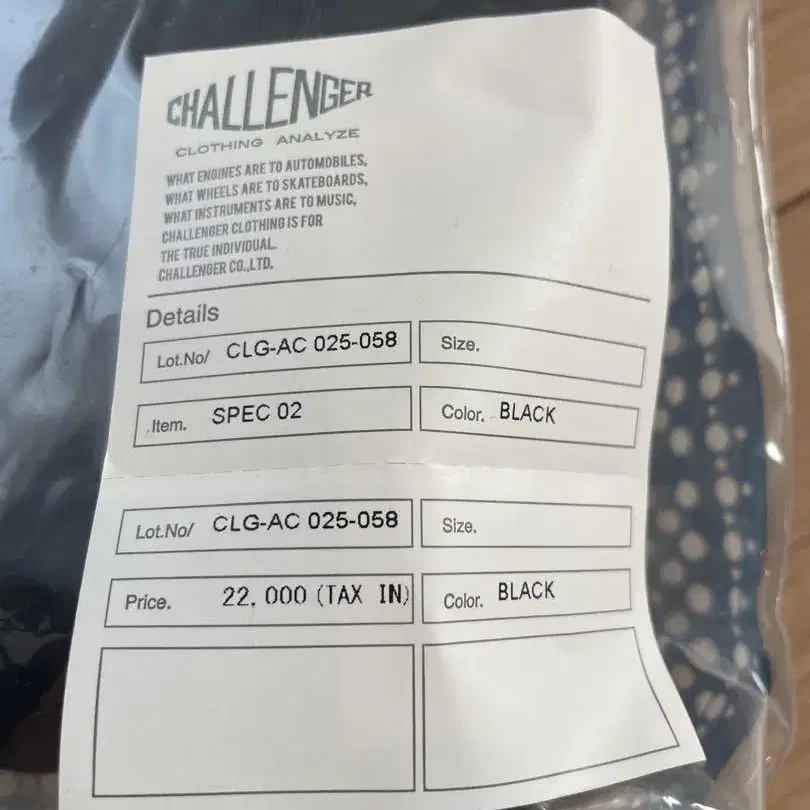 CHALLENGER
CLOTHING ANALYZE
WHAT ENGINES ARE TO AUTOMOBILES,
WHAT WHEELS ARE TO SKATEBOARDS,
WHAT INSTRUMENTS ARE TO MUSIC,
CHALLENGER CLOTHING IS FOR
THE TRUE INDIVIDUAL.
CHALLENGER CO.,LTD.
Details
Lot.No/ CLG-AC 025-058 Size.
Item. SPEC 02 Color. BLACK
Lot.No/ CLG-AC 025-058 Size.
Price. 22, 000 (TAX IN) Color. BLACK